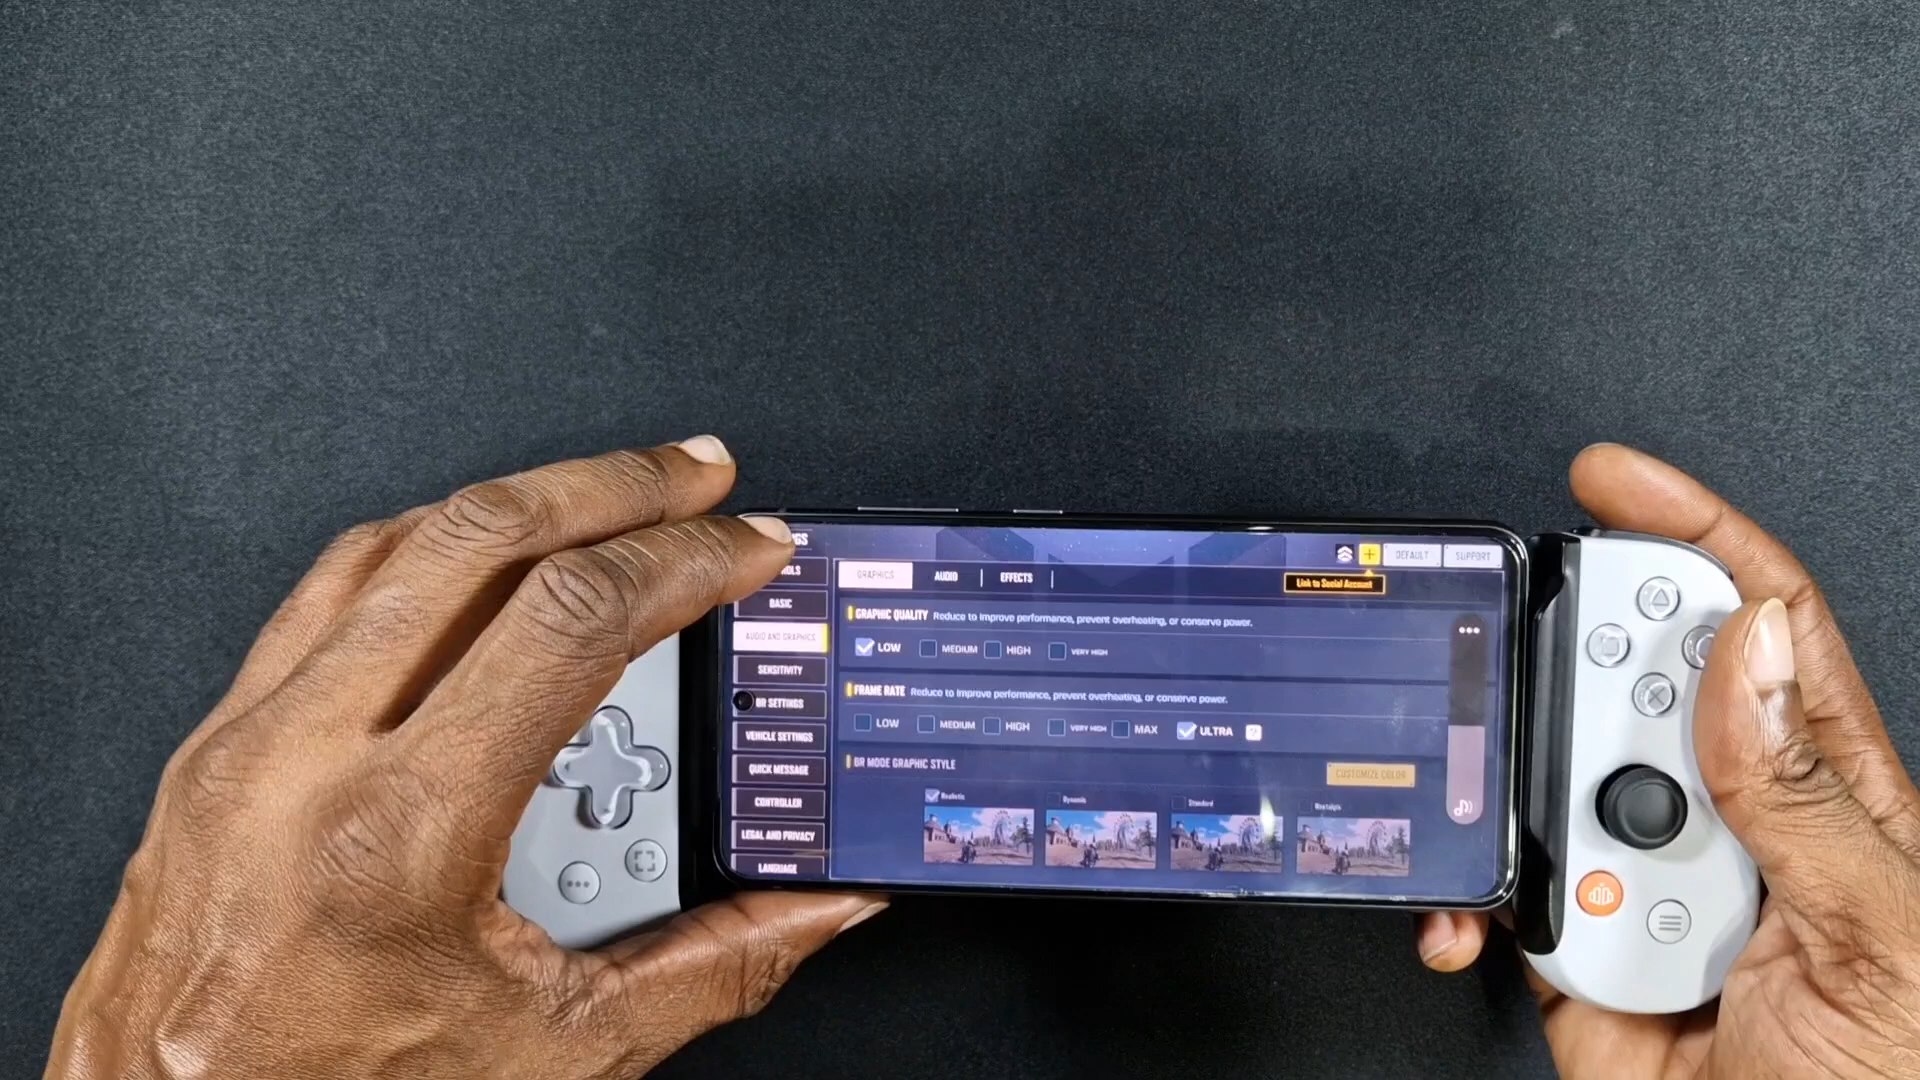 GRAPHICS
AUDIO
EFFECTS
DEFAULT
SUPPORT
Link to Social Account
BASIC
AUDIO AND GRAPHICS
SENSITIVITY
BR SETTINGS
VEHICLE SETTINGS
QUICK MESSAGE
CONTROLLER
LEGAL AND PRIVACY
LANGUAGE
GRAPHIC QUALITY Reduce to improve performance, prevent overheating, or conserve power.
LOW MEDIUM HIGH VERY HIGH
FRAME RATE Reduce to improve performance, prevent overheating, or conserve power.
LOW MEDIUM HIGH VERY HIGH MAX ULTRA ?
BR MODE GRAPHIC STYLE
CUSTOMIZE COLOR
Realistic Dynamic Standard Nostalgia